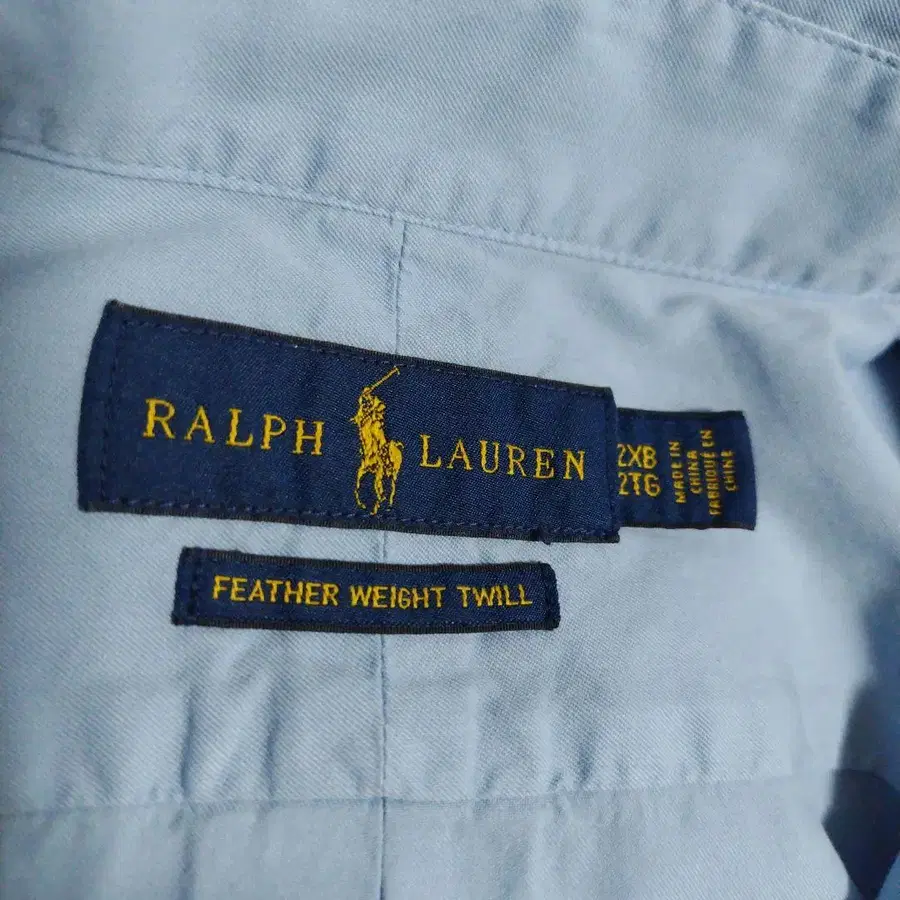 RALPH LAUREN
2XB
2TG
MADE IN
CHINA
FABRIQUÉ EN
CHINE
FEATHER WEIGHT TWILL